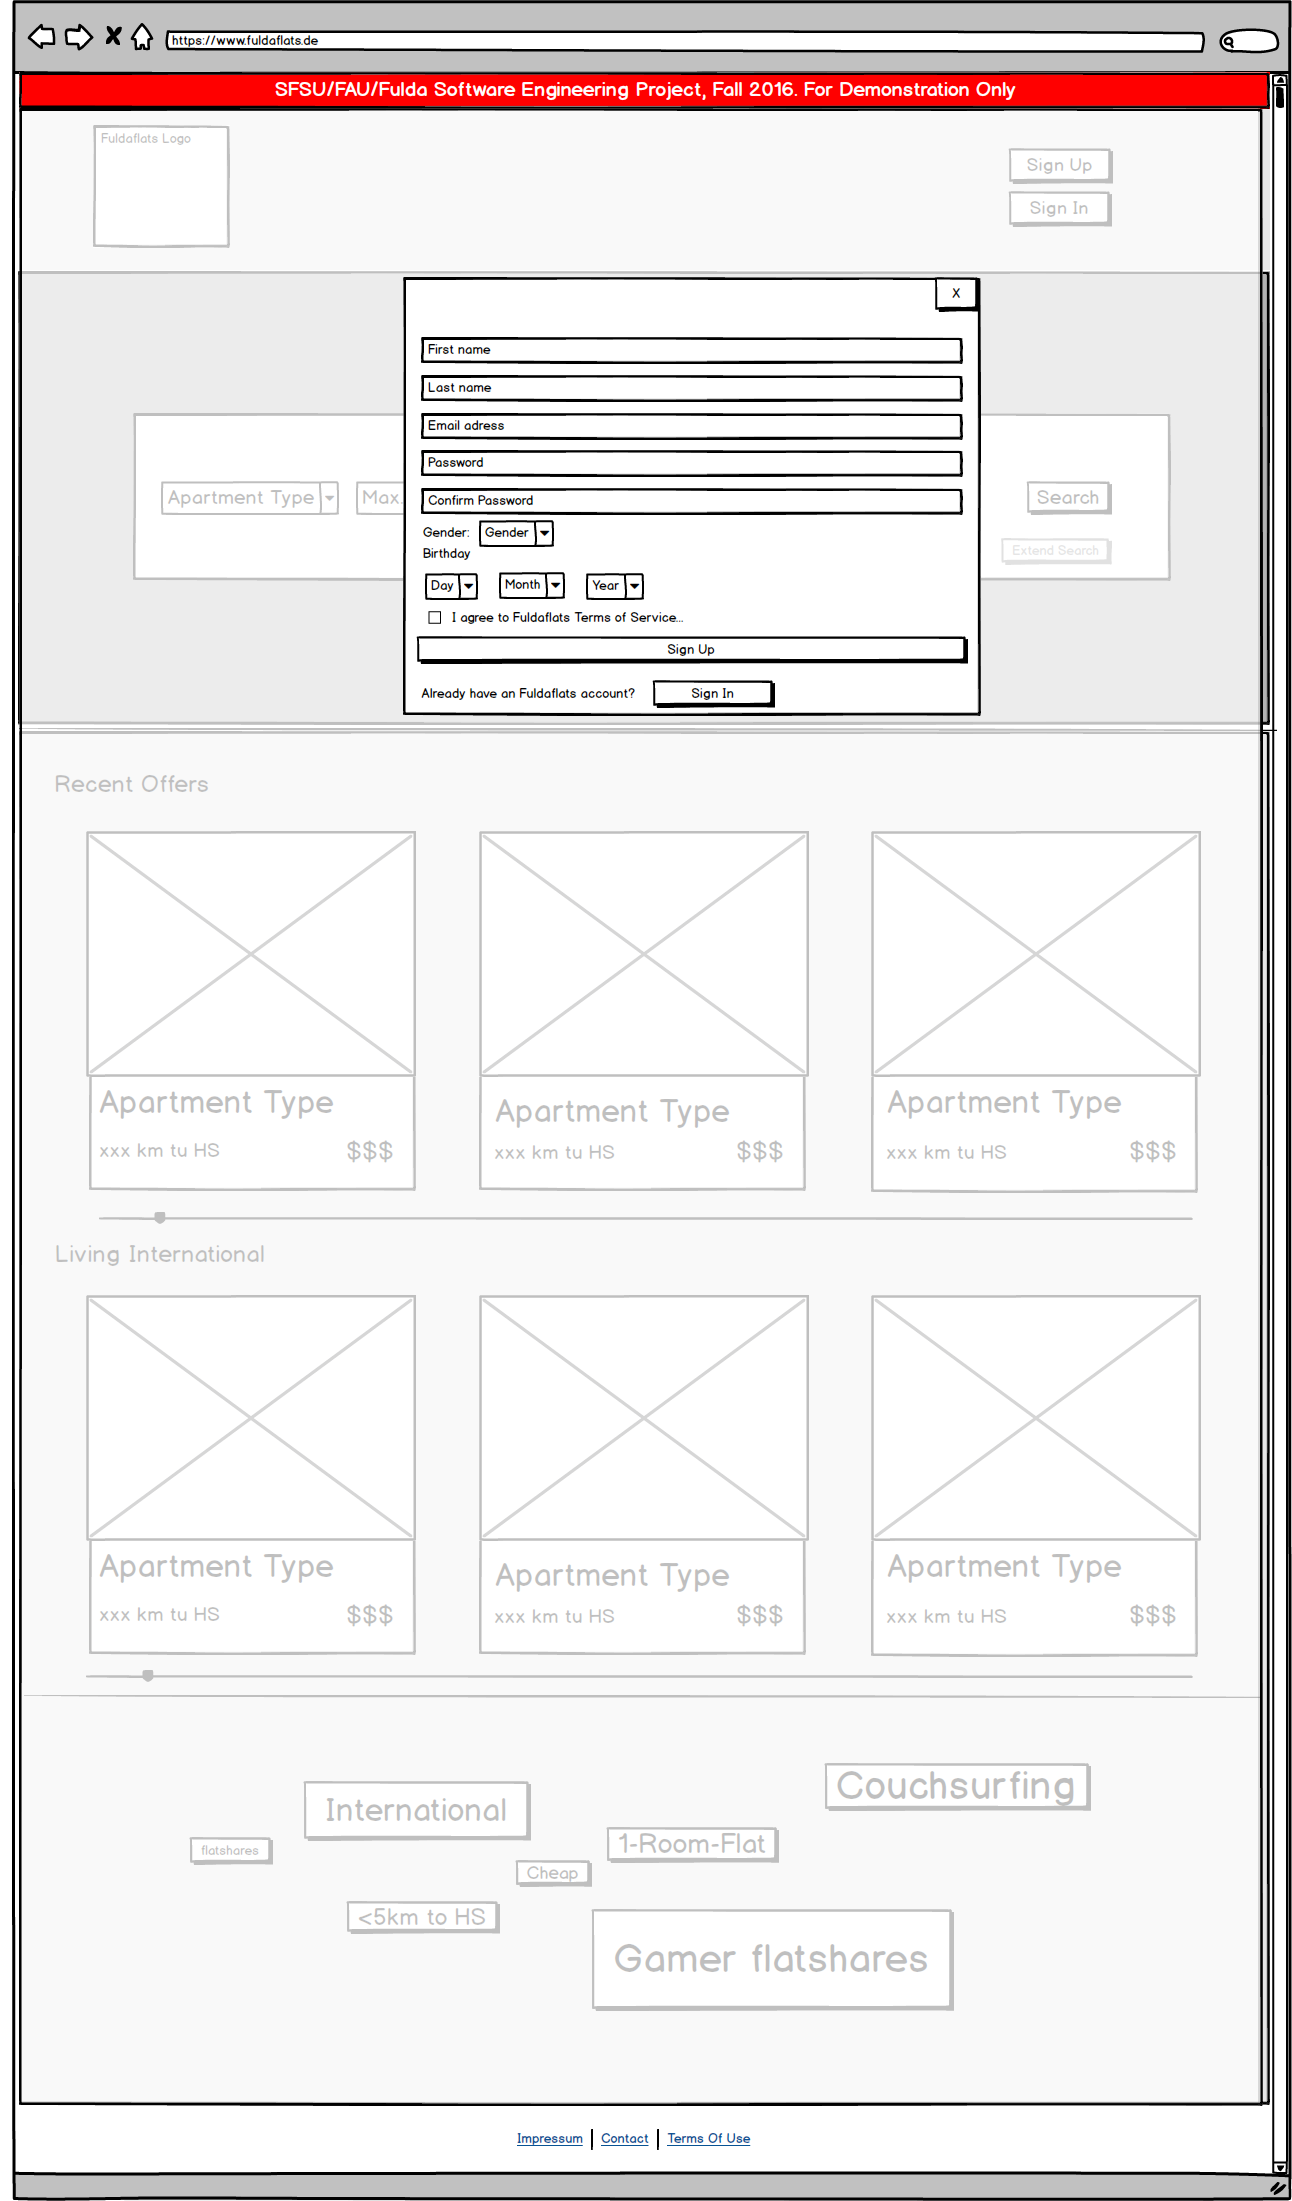 https://www.fuldaflats.de
SFSU/FAU/Fulda Software Engineering Project, Fall 2016. For Demonstration Only
Fuldaflats Logo
Sign Up
Sign In
X
First name
Last name
Email adress
Password
Confirm Password
Apartment Type
Max.
Search
Gender: Gender
Extend Search
Birthday
Day Month Year
I agree to Fuldaflats Terms of Service...
Sign Up
Already have an Fuldaflats account? Sign In
Recent Offers
Apartment Type
xxx km tu HS $$$
Apartment Type
xxx km tu HS $$$
Apartment Type
xxx km tu HS $$$
Living International
Apartment Type
xxx km tu HS $$$
Apartment Type
xxx km tu HS $$$
Apartment Type
xxx km tu HS $$$
Couchsurfing
International
1-Room-Flat
flatshares
Cheap
<5km to HS
Gamer flatshares
Impressum Contact Terms Of Use